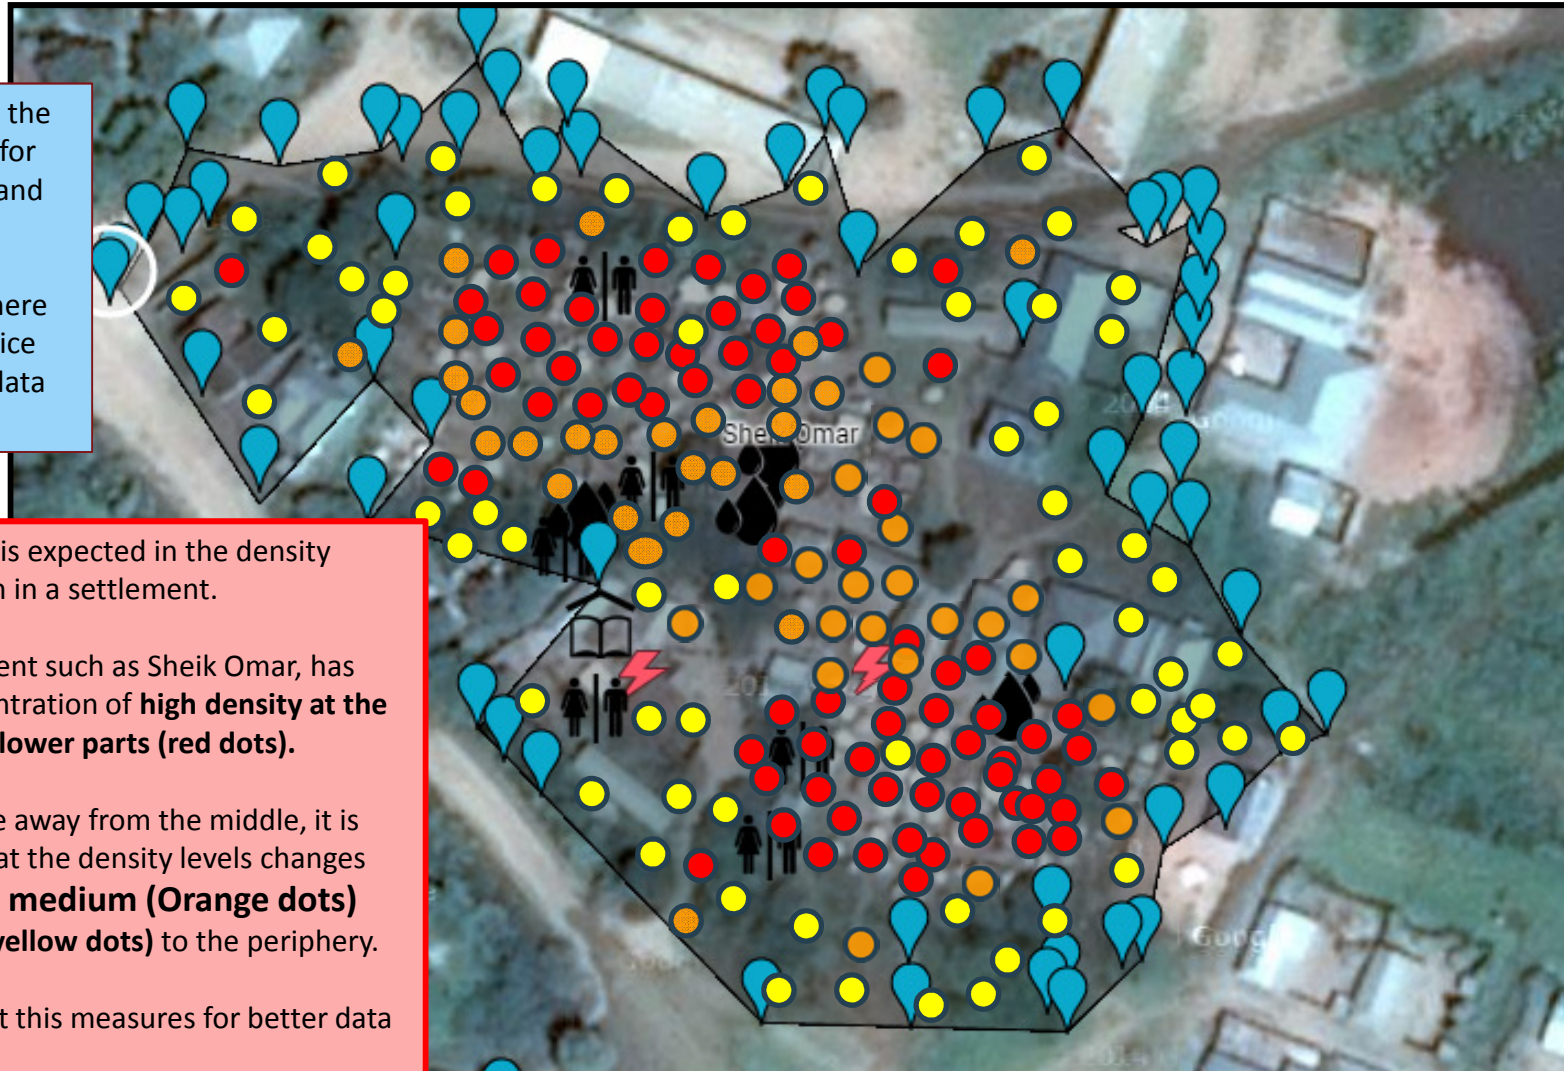 the
for
and
here
ice
data
is expected in the density
n in a settlement.
ent such as Sheik Omar, has
ntration of high density at the
lower parts (red dots).
e away from the middle, it is
at the density levels changes
medium (Orange dots)
yellow dots) to the periphery.
t this measures for better data
Sheik Omar
Google